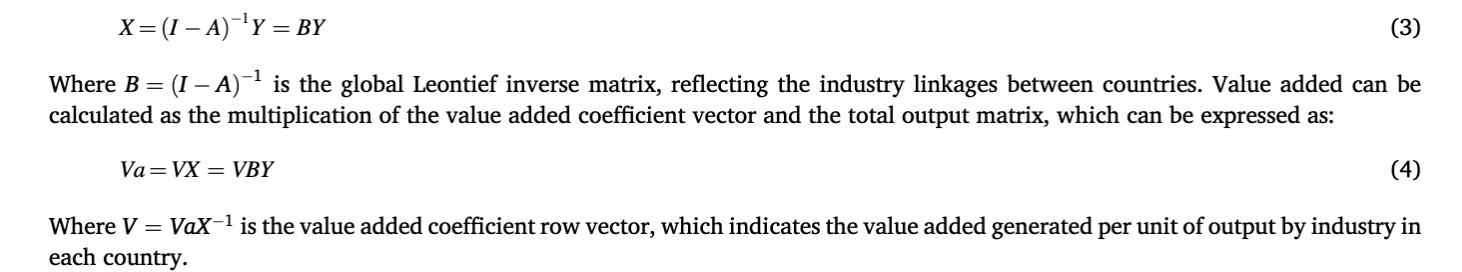 X = (I − A)⁻¹Y = BY (3)
Where B = (I − A)⁻¹ is the global Leontief inverse matrix, reflecting the industry linkages between countries. Value added can be
calculated as the multiplication of the value added coefficient vector and the total output matrix, which can be expressed as:
Va = VX = VBY (4)
Where V = VaX⁻¹ is the value added coefficient row vector, which indicates the value added generated per unit of output by industry in
each country.